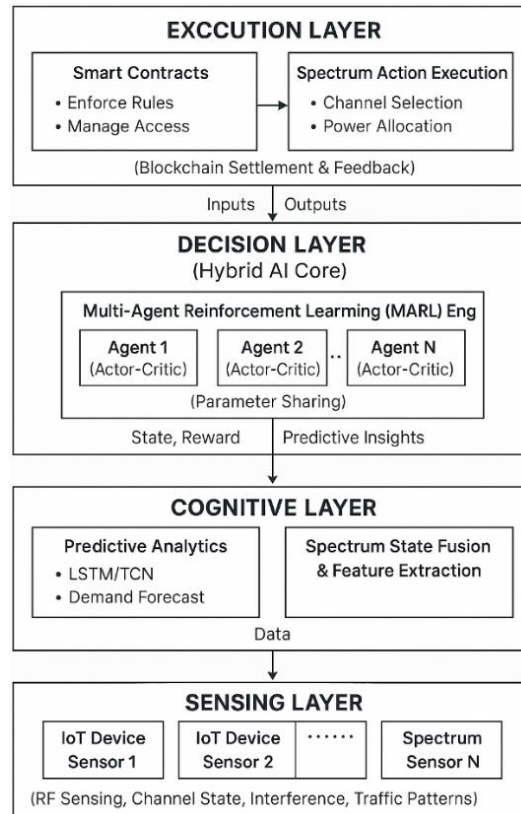 EXCCUTION LAYER
Smart Contracts
• Enforce Rules
• Manage Access
Spectrum Action Execution
• Channel Selection
• Power Allocation
(Blockchain Settlement & Feedback)
Inputs Outputs
DECISION LAYER
(Hybrid AI Core)
Multi-Agent Reinforcement Learning (MARL) Eng
Agent 1
(Actor-Critic)
Agent 2
(Actor-Critic)
..
Agent N
(Actor-Critic)
(Parameter Sharing)
State, Reward Predictive Insights
COGNITIVE LAYER
Predictive Analytics
• LSTM/TCN
• Demand Forecast
Spectrum State Fusion
& Feature Extraction
Data
SENSING LAYER
IoT Device
Sensor 1
IoT Device
Sensor 2
······
Spectrum
Sensor N
(RF Sensing, Channel State, Interference, Traffic Patterns)